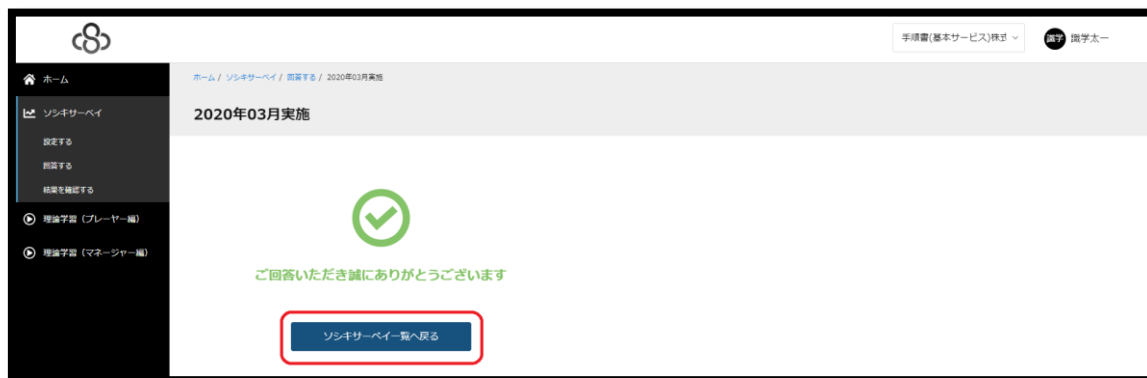 手順書(基本サービス)株式
識学 識学太一
ホーム
ホーム / ソシキサーベイ / 回答する / 2020年03月実施
ソシキサーベイ
2020年03月実施
設定する
回答する
結果を確認する
理論学習（プレーヤー編）
理論学習（マネージャー編）
ご回答いただき誠にありがとうございます
ソシキサーベイ一覧へ戻る